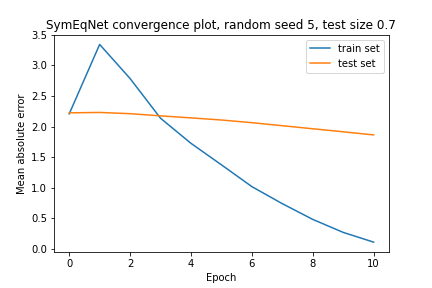 SymEqNet convergence plot, random seed 5, test size 0.7
3.5
3.0
2.5
2.0
1.5
1.0
0.5
0.0
Mean absolute error
train set
test set
0 2 4 6 8 10
Epoch